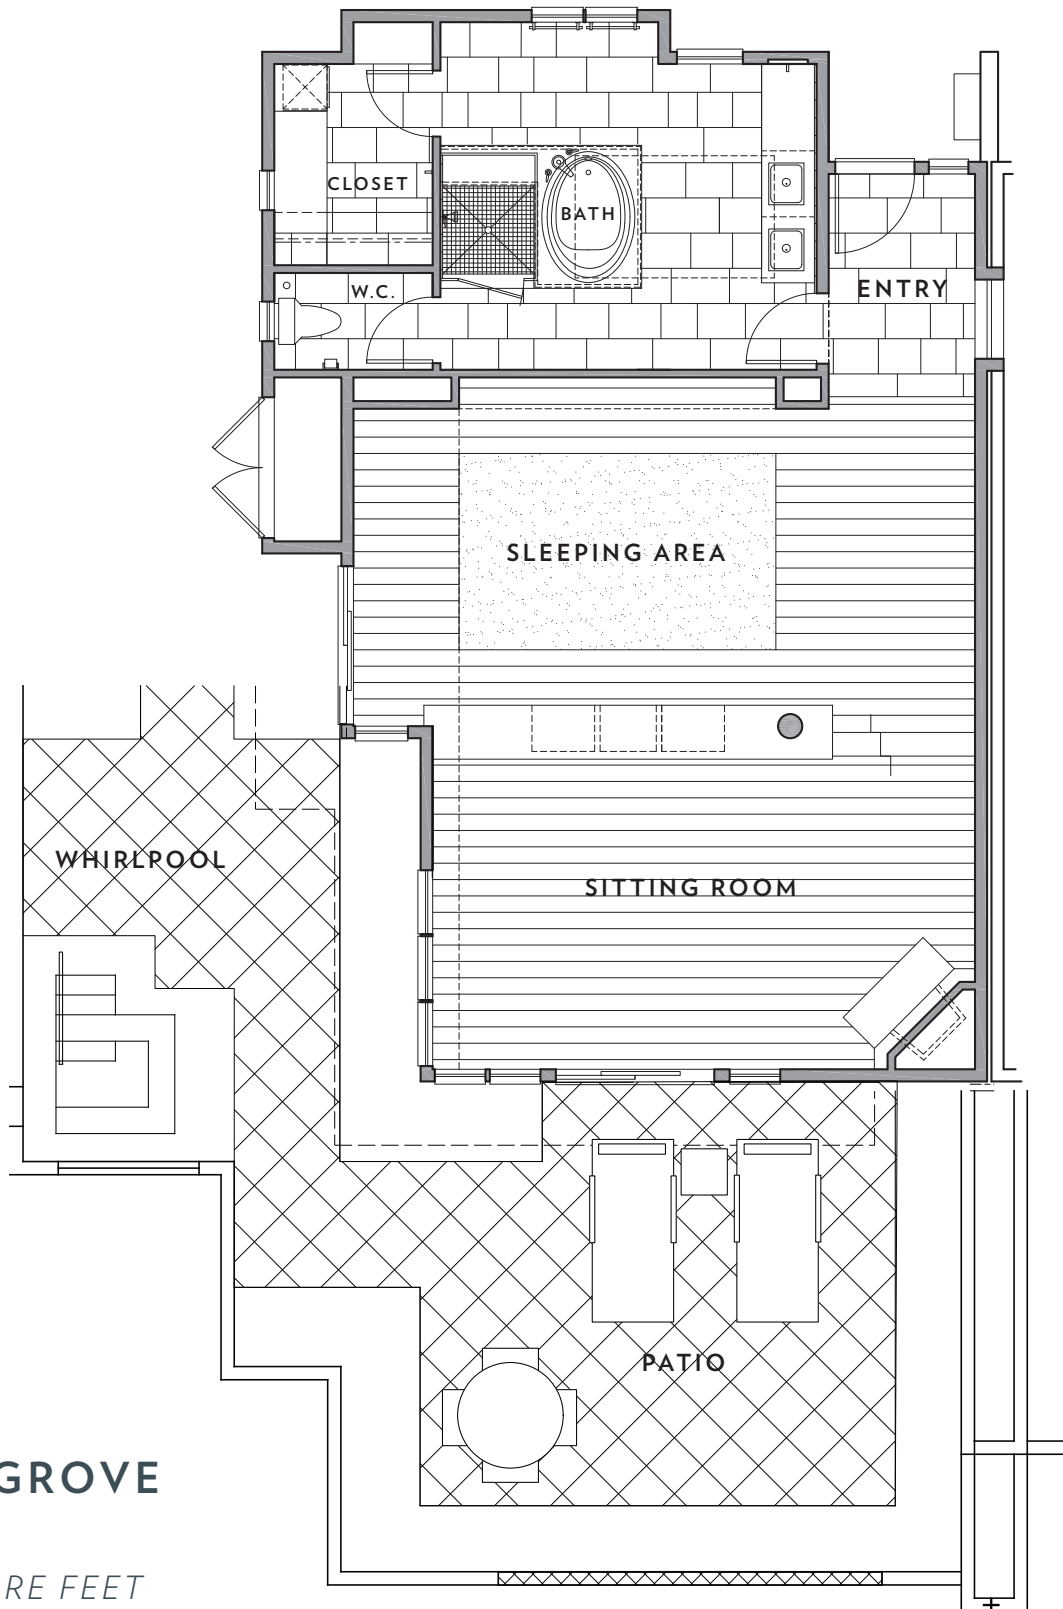 CLOSET
BATH
W.C.
ENTRY
SLEEPING AREA
WHIRLPOOL
SITTING ROOM
PATIO
GROVE
RE FEET